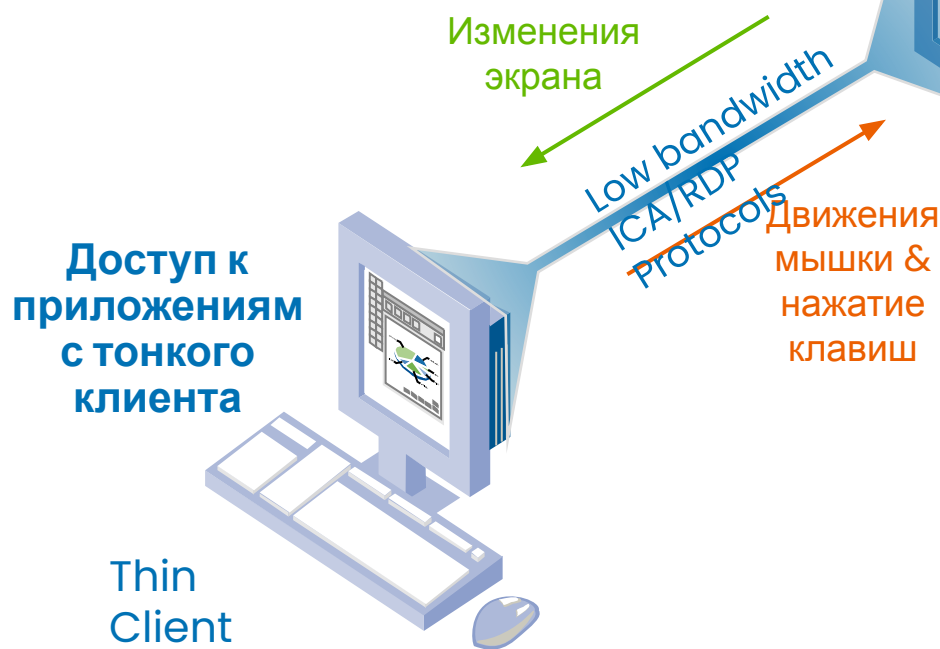 Изменения
экрана
Low bandwidth
ICA/RDP
Protocols
Движения
мышки &
нажатие
клавиш
Доступ к
приложениям
с тонкого
клиента
Thin
Client